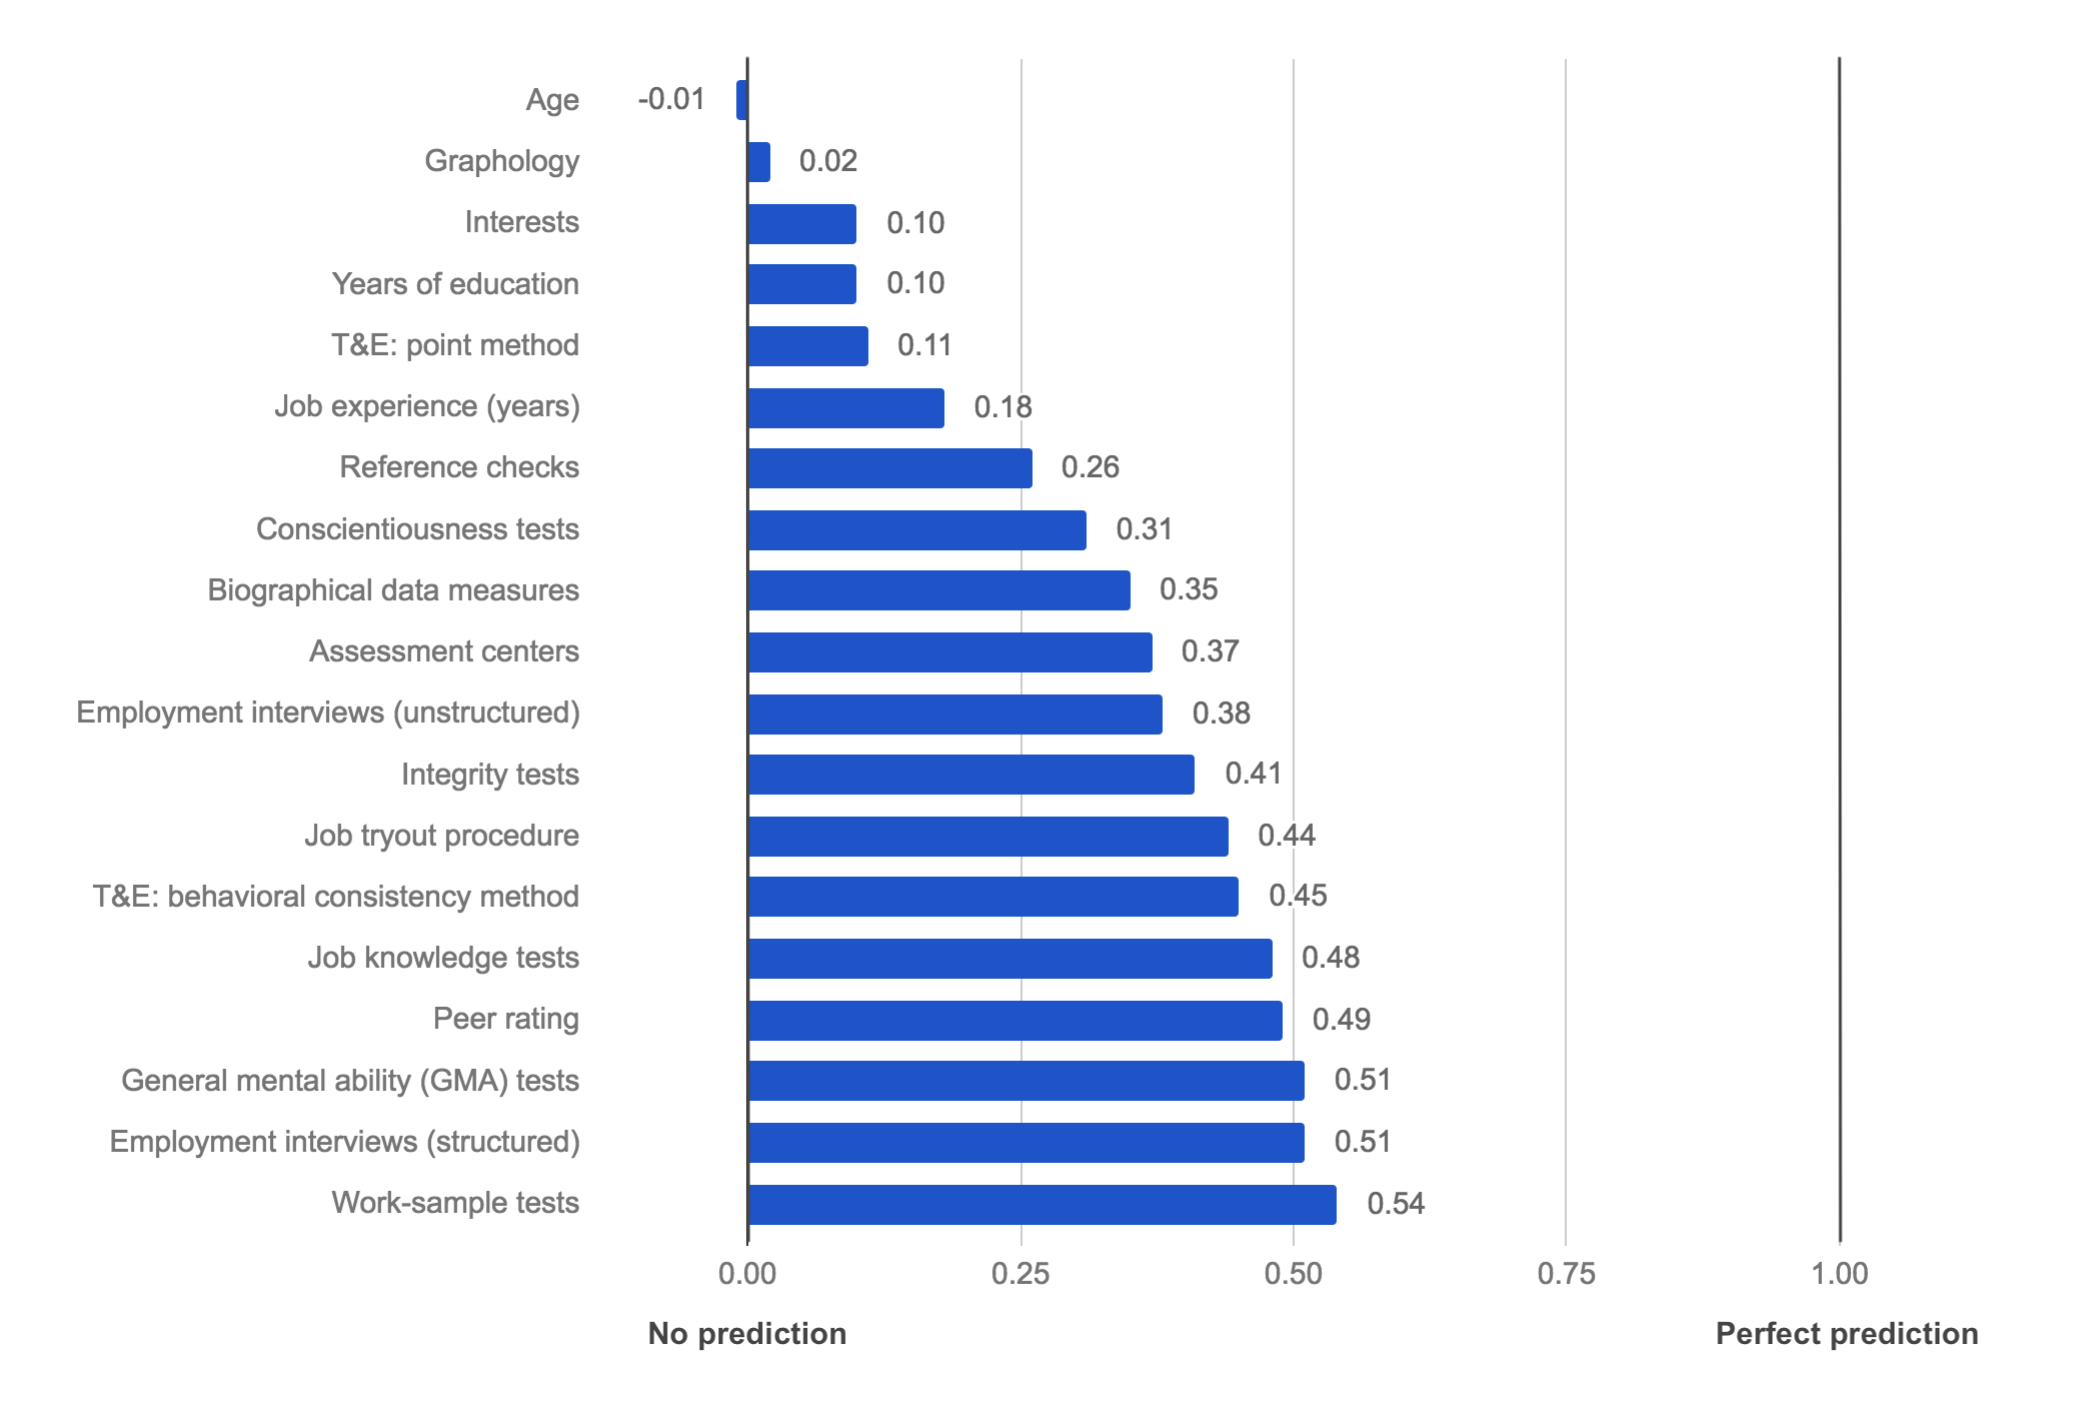 Age -0.01
Graphology 0.02
Interests 0.10
Years of education 0.10
T&E: point method 0.11
Job experience (years) 0.18
Reference checks 0.26
Conscientiousness tests 0.31
Biographical data measures 0.35
Assessment centers 0.37
Employment interviews (unstructured) 0.38
Integrity tests 0.41
Job tryout procedure 0.44
T&E: behavioral consistency method 0.45
Job knowledge tests 0.48
Peer rating 0.49
General mental ability (GMA) tests 0.51
Employment interviews (structured) 0.51
Work-sample tests 0.54
0.00 0.25 0.50 0.75 1.00
No prediction Perfect prediction